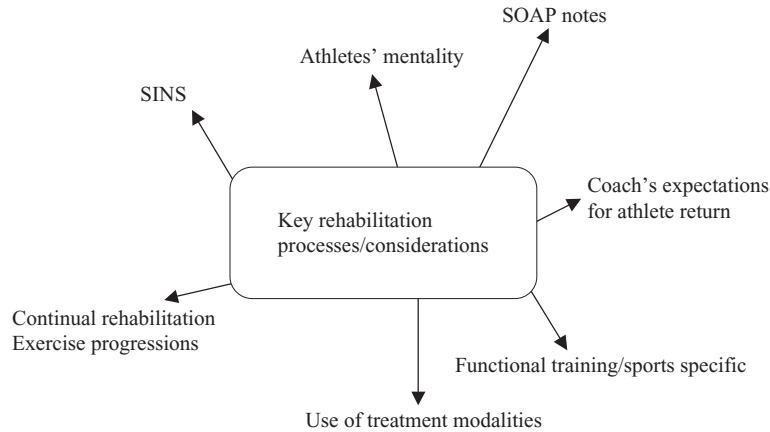 SOAP notes
Athletes’ mentality
SINS
Coach’s expectations
for athlete return
Key rehabilitation
processes/considerations
Continual rehabilitation
Exercise progressions
Functional training/sports specific
Use of treatment modalities